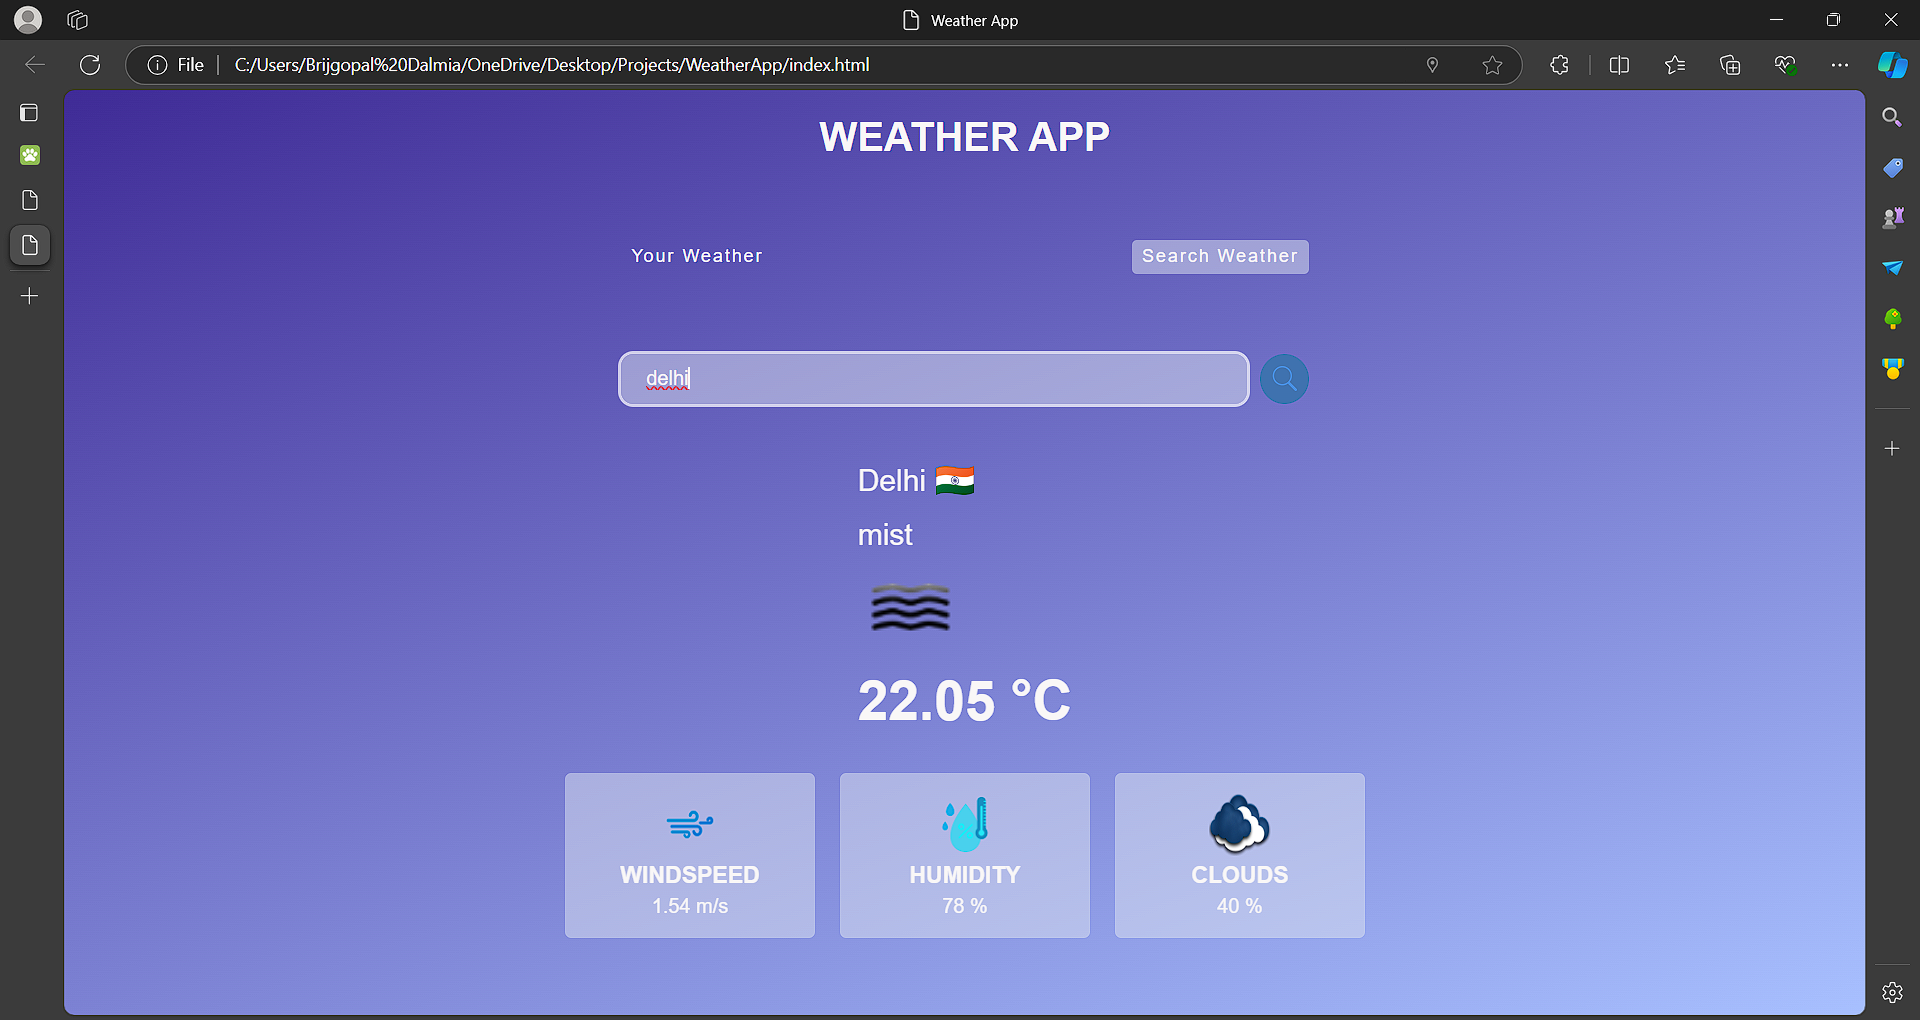 Weather App
File
C:/Users/Brijgopal%20Dalmia/OneDrive/Desktop/Projects/WeatherApp/index.html
WEATHER APP
Your Weather
Search Weather
delhi
Delhi
mist
22.05 °C
WINDSPEED
1.54 m/s
HUMIDITY
78 %
CLOUDS
40 %